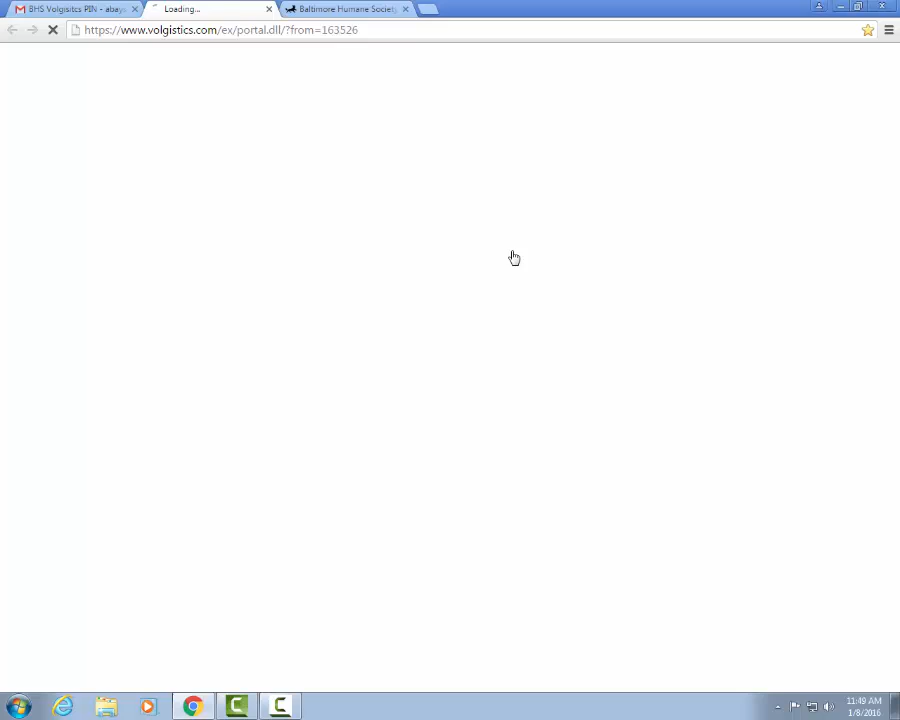 BHS Volgisitcs PIN - abay
Loading...
Baltimore Humane Society
https://www.volgistics.com/ex/portal.dll/?from=163526
11:49 AM
1/8/2016